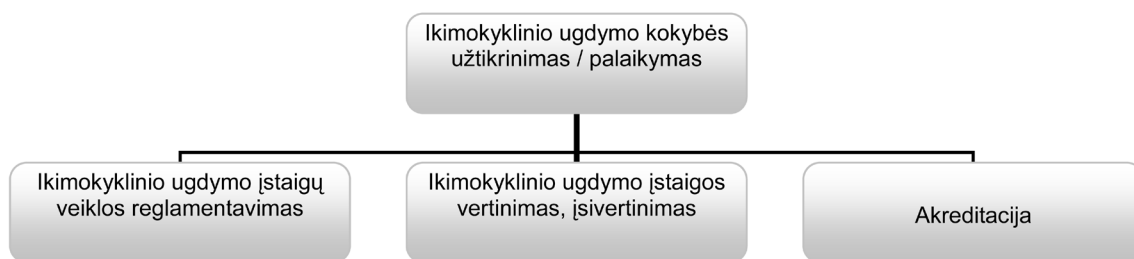 Ikimokyklinio ugdymo kokybės
užtikrinimas / palaikymas
Ikimokyklinio ugdymo įstaigų
veiklos reglamentavimas
Ikimokyklinio ugdymo įstaigos
vertinimas, įsivertinimas
Akreditacija